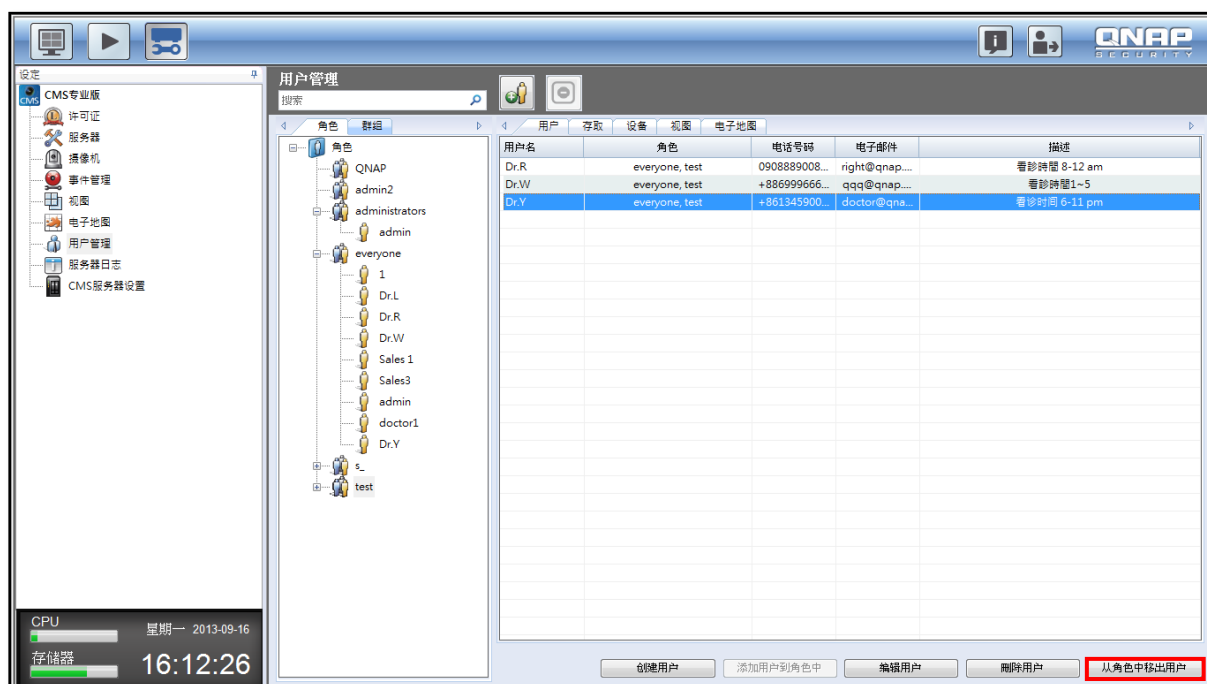 QNAP
SECURITY
设定
CMS专业版
许可证
服务器
摄像机
事件管理
视图
电子地图
用户管理
服务器日志
CMS服务器设置
CPU
星期一 2013-09-16
存储器
16:12:26
用户管理
搜索
角色 群组
角色
QNAP
admin2
administrators
admin
everyone
1
Dr.L
Dr.R
Dr.W
Sales 1
Sales3
admin
doctor1
Dr.Y
s_
test
用户 存取 设备 视图 电子地图
用户名 角色 电话号码 电子邮件 描述
Dr.R everyone, test 0908889008... right@qnap.... 看診時間 8-12 am
Dr.W everyone, test +886999666... qqq@qnap.... 看診時間1~5
Dr.Y everyone, test +861345900... doctor@qna... 看诊时间 6-11 pm
创建用户 添加用户到角色中 编辑用户 删除用户 从角色中移出用户